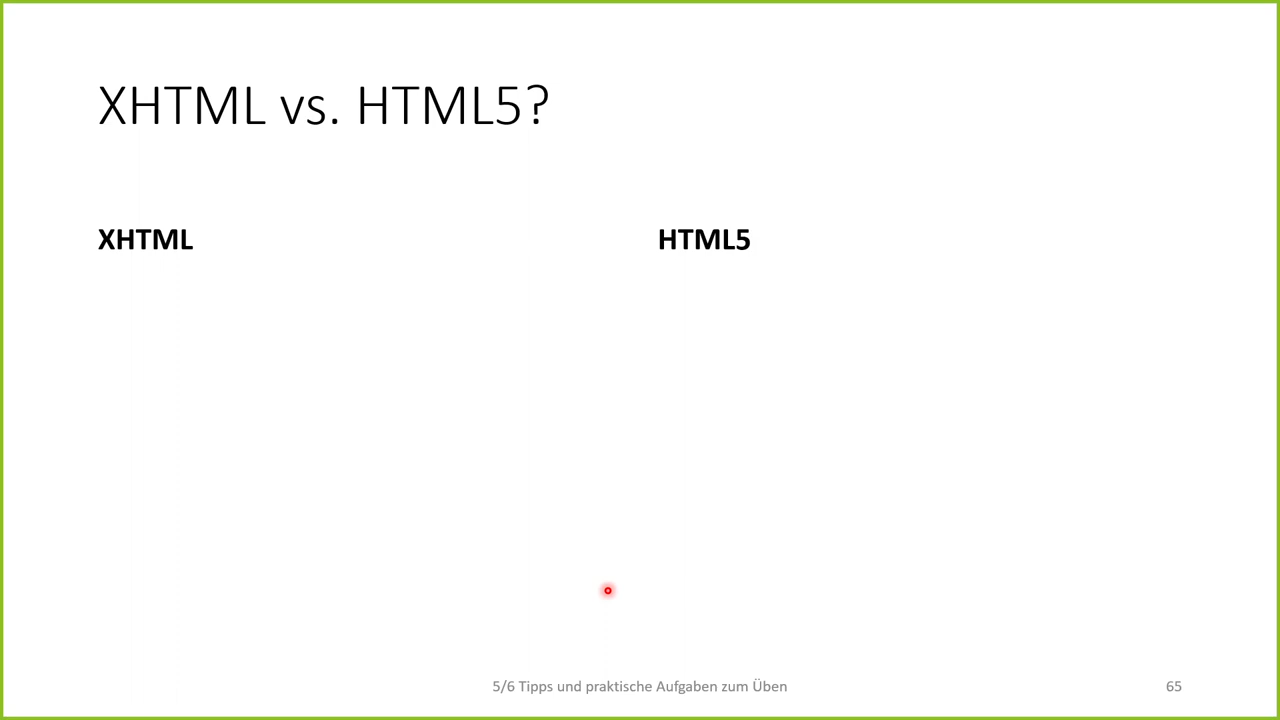 XHTML vs. HTML5?
XHTML
HTML5
5/6 Tipps und praktische Aufgaben zum Üben
65